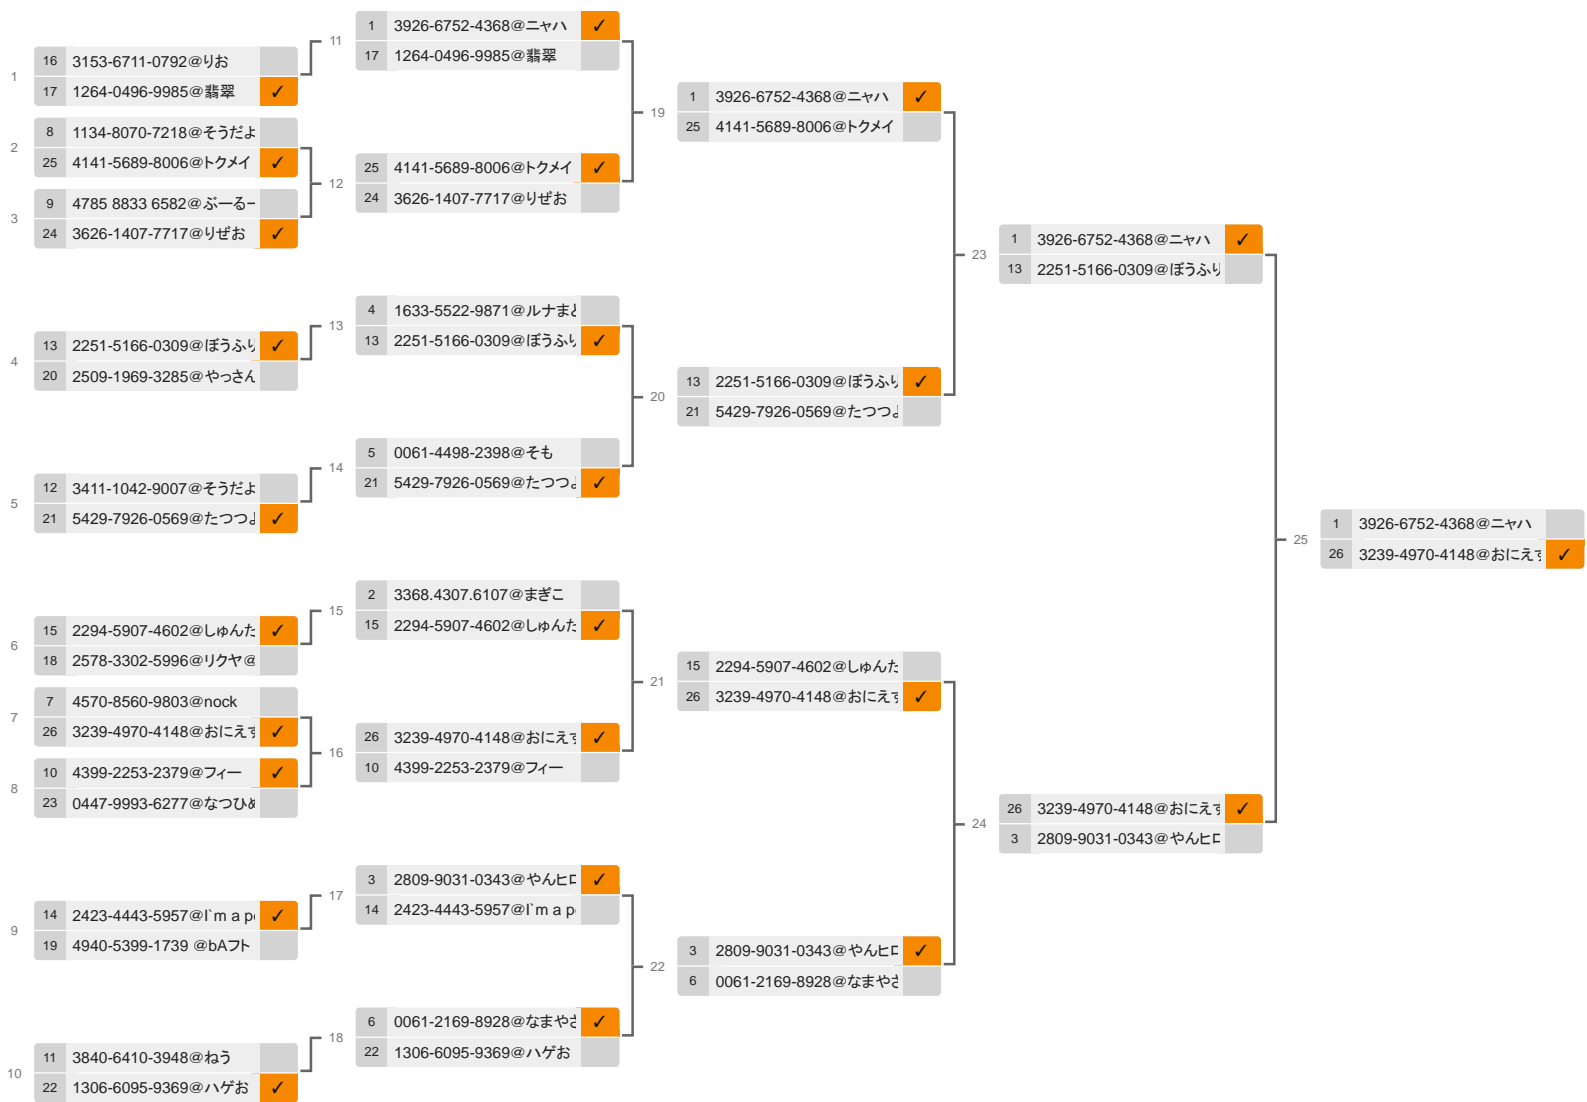 1
16 3153-6711-0792@りお
17 1264-0496-9985@翡翠 ✓
2
8 1134-8070-7218@そうだよ
25 4141-5689-8006@トクメイ ✓
3
9 4785 8833 6582@ぶーるー
24 3626-1407-7717@りぜお ✓
4
13 2251-5166-0309@ぼうふり ✓
20 2509-1969-3285@やっさん
5
12 3411-1042-9007@そうだよ
21 5429-7926-0569@たつつよ ✓
6
15 2294-5907-4602@しゅんた ✓
18 2578-3302-5996@リクヤ@
7
7 4570-8560-9803@nock
26 3239-4970-4148@おにえす ✓
8
10 4399-2253-2379@フィー ✓
23 0447-9993-6277@なつひめ
9
14 2423-4443-5957@I`m a p ✓
19 4940-5399-1739 @bAフト
10
11 3840-6410-3948@ねう
22 1306-6095-9369@ハゲお ✓
11
1 3926-6752-4368@ニャハ ✓
17 1264-0496-9985@翡翠
12
25 4141-5689-8006@トクメイ ✓
24 3626-1407-7717@りぜお
13
4 1633-5522-9871@ルナまと
13 2251-5166-0309@ぼうふり ✓
14
5 0061-4498-2398@そも
21 5429-7926-0569@たつつよ ✓
15
2 3368.4307.6107@まぎこ
15 2294-5907-4602@しゅんた ✓
16
26 3239-4970-4148@おにえす ✓
10 4399-2253-2379@フィー
17
3 2809-9031-0343@やんヒロ ✓
14 2423-4443-5957@I`m a p
18
6 0061-2169-8928@なまやさ ✓
22 1306-6095-9369@ハゲお
19
1 3926-6752-4368@ニャハ ✓
25 4141-5689-8006@トクメイ
20
13 2251-5166-0309@ぼうふり ✓
21 5429-7926-0569@たつつよ
21
15 2294-5907-4602@しゅんた
26 3239-4970-4148@おにえす ✓
22
3 2809-9031-0343@やんヒロ ✓
6 0061-2169-8928@なまやさ
23
1 3926-6752-4368@ニャハ ✓
13 2251-5166-0309@ぼうふり
24
26 3239-4970-4148@おにえす ✓
3 2809-9031-0343@やんヒロ
25
1 3926-6752-4368@ニャハ
26 3239-4970-4148@おにえす ✓